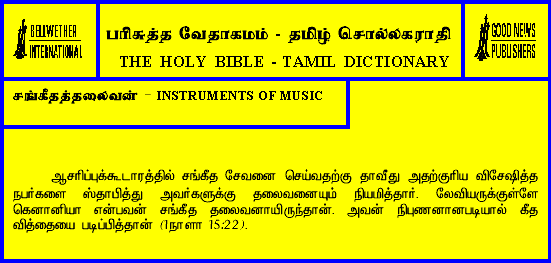 BELLWETHER
INTERNATIONAL
பரிசுத்த வேதாகமம் - தமிழ் சொல்லகராதி
THE HOLY BIBLE - TAMIL DICTIONARY
GOOD NEWS
PUBLISHERS
சங்கீதத்தலைவன் - INSTRUMENTS OF MUSIC
ஆசரிப்புக்கூடாரத்தில் சங்கீத சேவனை செய்வதற்கு தாவீது அதற்குரிய விசேஷித்த
நபர்களை ஸ்தாபித்து அவர்களுக்கு தலைவனையும் நியமித்தார். லேவியருக்குள்ளே
கெனானியா என்பவன் சங்கீத தலைவனாயிருந்தான். அவன் நிபுணனானபடியால் கீத
வித்தையை படிப்பித்தான் (1நாளா 15:22).